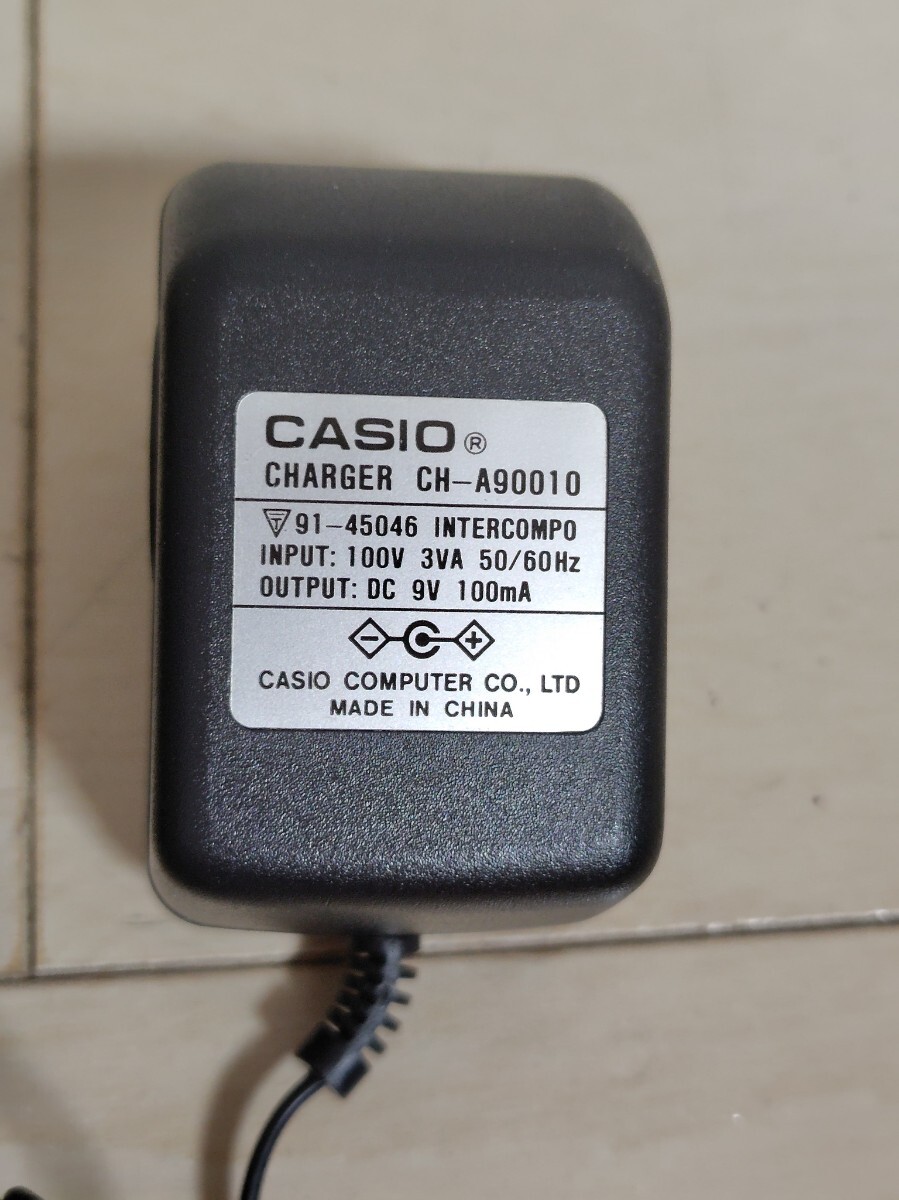 CASIO®
CHARGER CH-A90010
T 91-45046 INTERCOMPO
INPUT: 100V 3VA 50/60Hz
OUTPUT: DC 9V 100mA
- +
CASIO COMPUTER CO., LTD
MADE IN CHINA